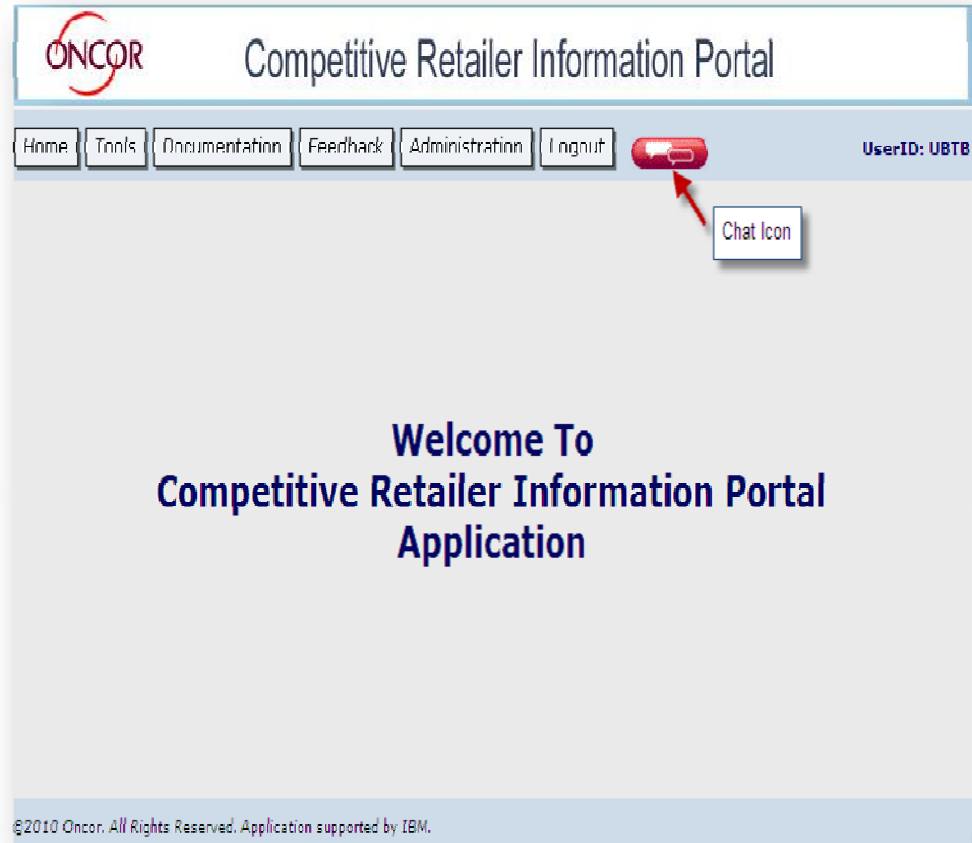 ONCOR
Competitive Retailer Information Portal
Home Tools Documentation Feedback Administration Logout
UserID: UBTB
Chat Icon
Welcome To
Competitive Retailer Information Portal
Application
©2010 Oncor. All Rights Reserved. Application supported by IBM.